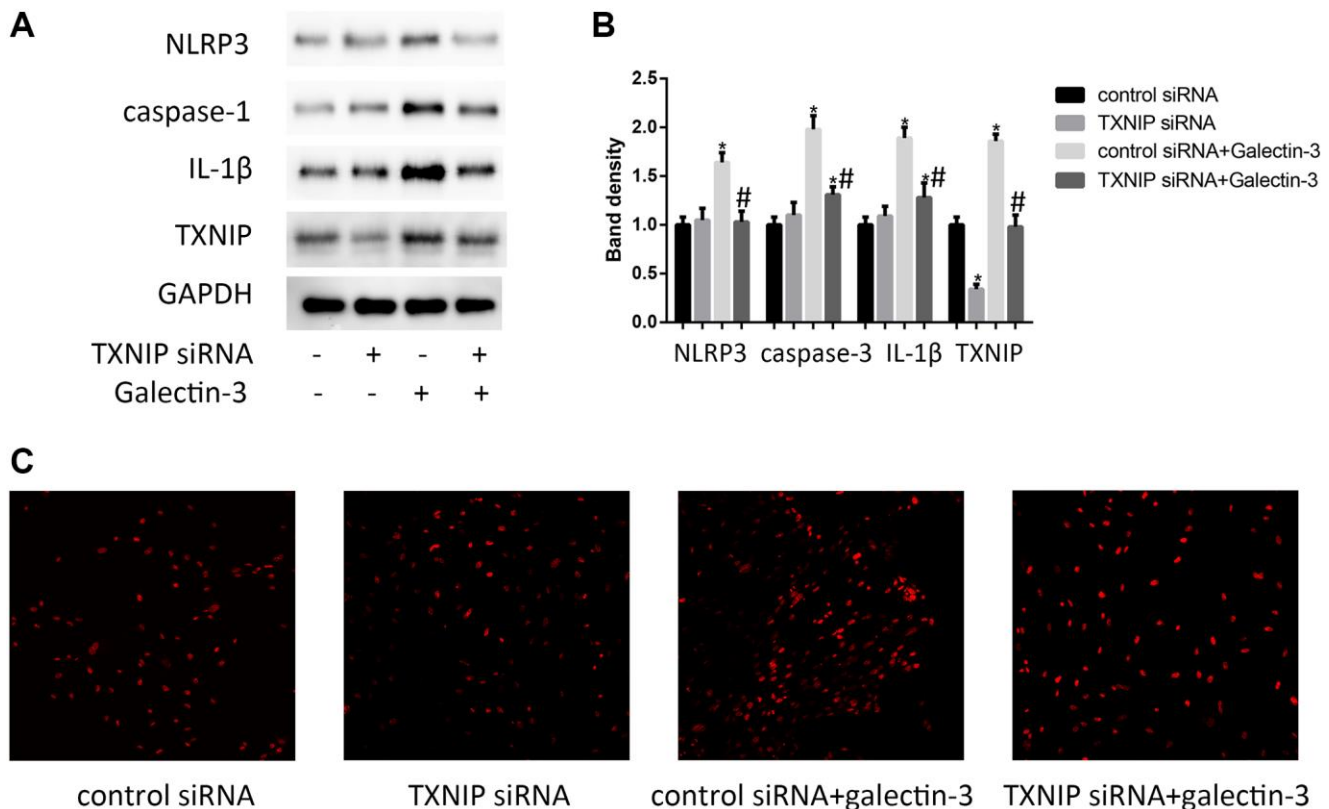 A
NLRP3
caspase-1
IL-1β
TXNIP
GAPDH
TXNIP siRNA - + - +
Galectin-3 - - + +
B
Band density
2.5
2.0
1.5
1.0
0.5
0.0
* # * *# * *# * * #
NLRP3 caspase-3 IL-1β TXNIP
control siRNA
TXNIP siRNA
control siRNA+Galectin-3
TXNIP siRNA+Galectin-3
C
control siRNA TXNIP siRNA control siRNA+galectin-3 TXNIP siRNA+galectin-3